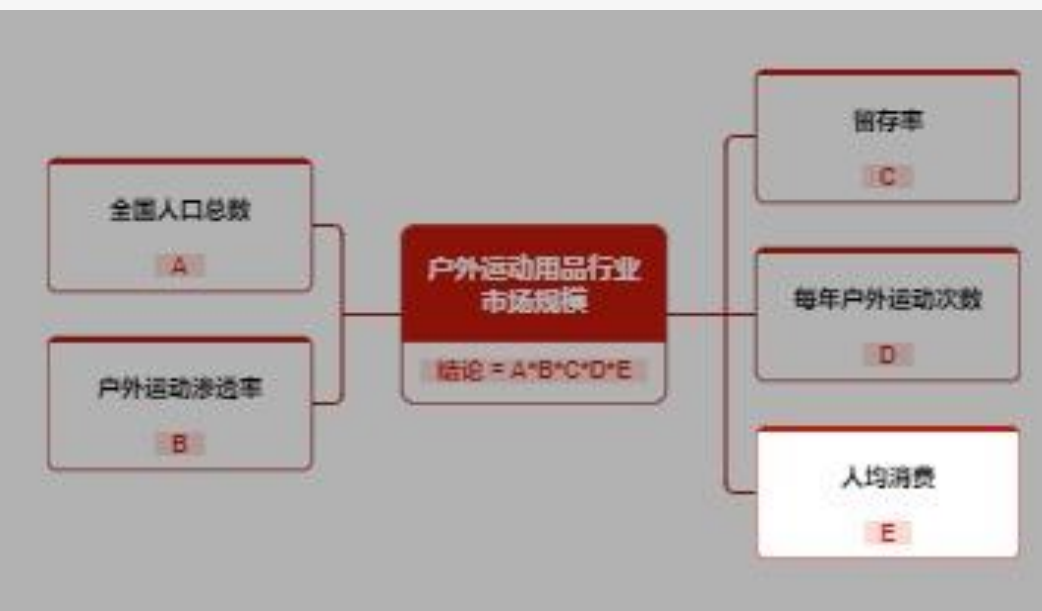 全国人口总数
A
户外运动渗透率
B
户外运动用品行业
市场规模
结论 = A*B*C*D*E
留存率
C
每年户外运动次数
D
人均消费
E